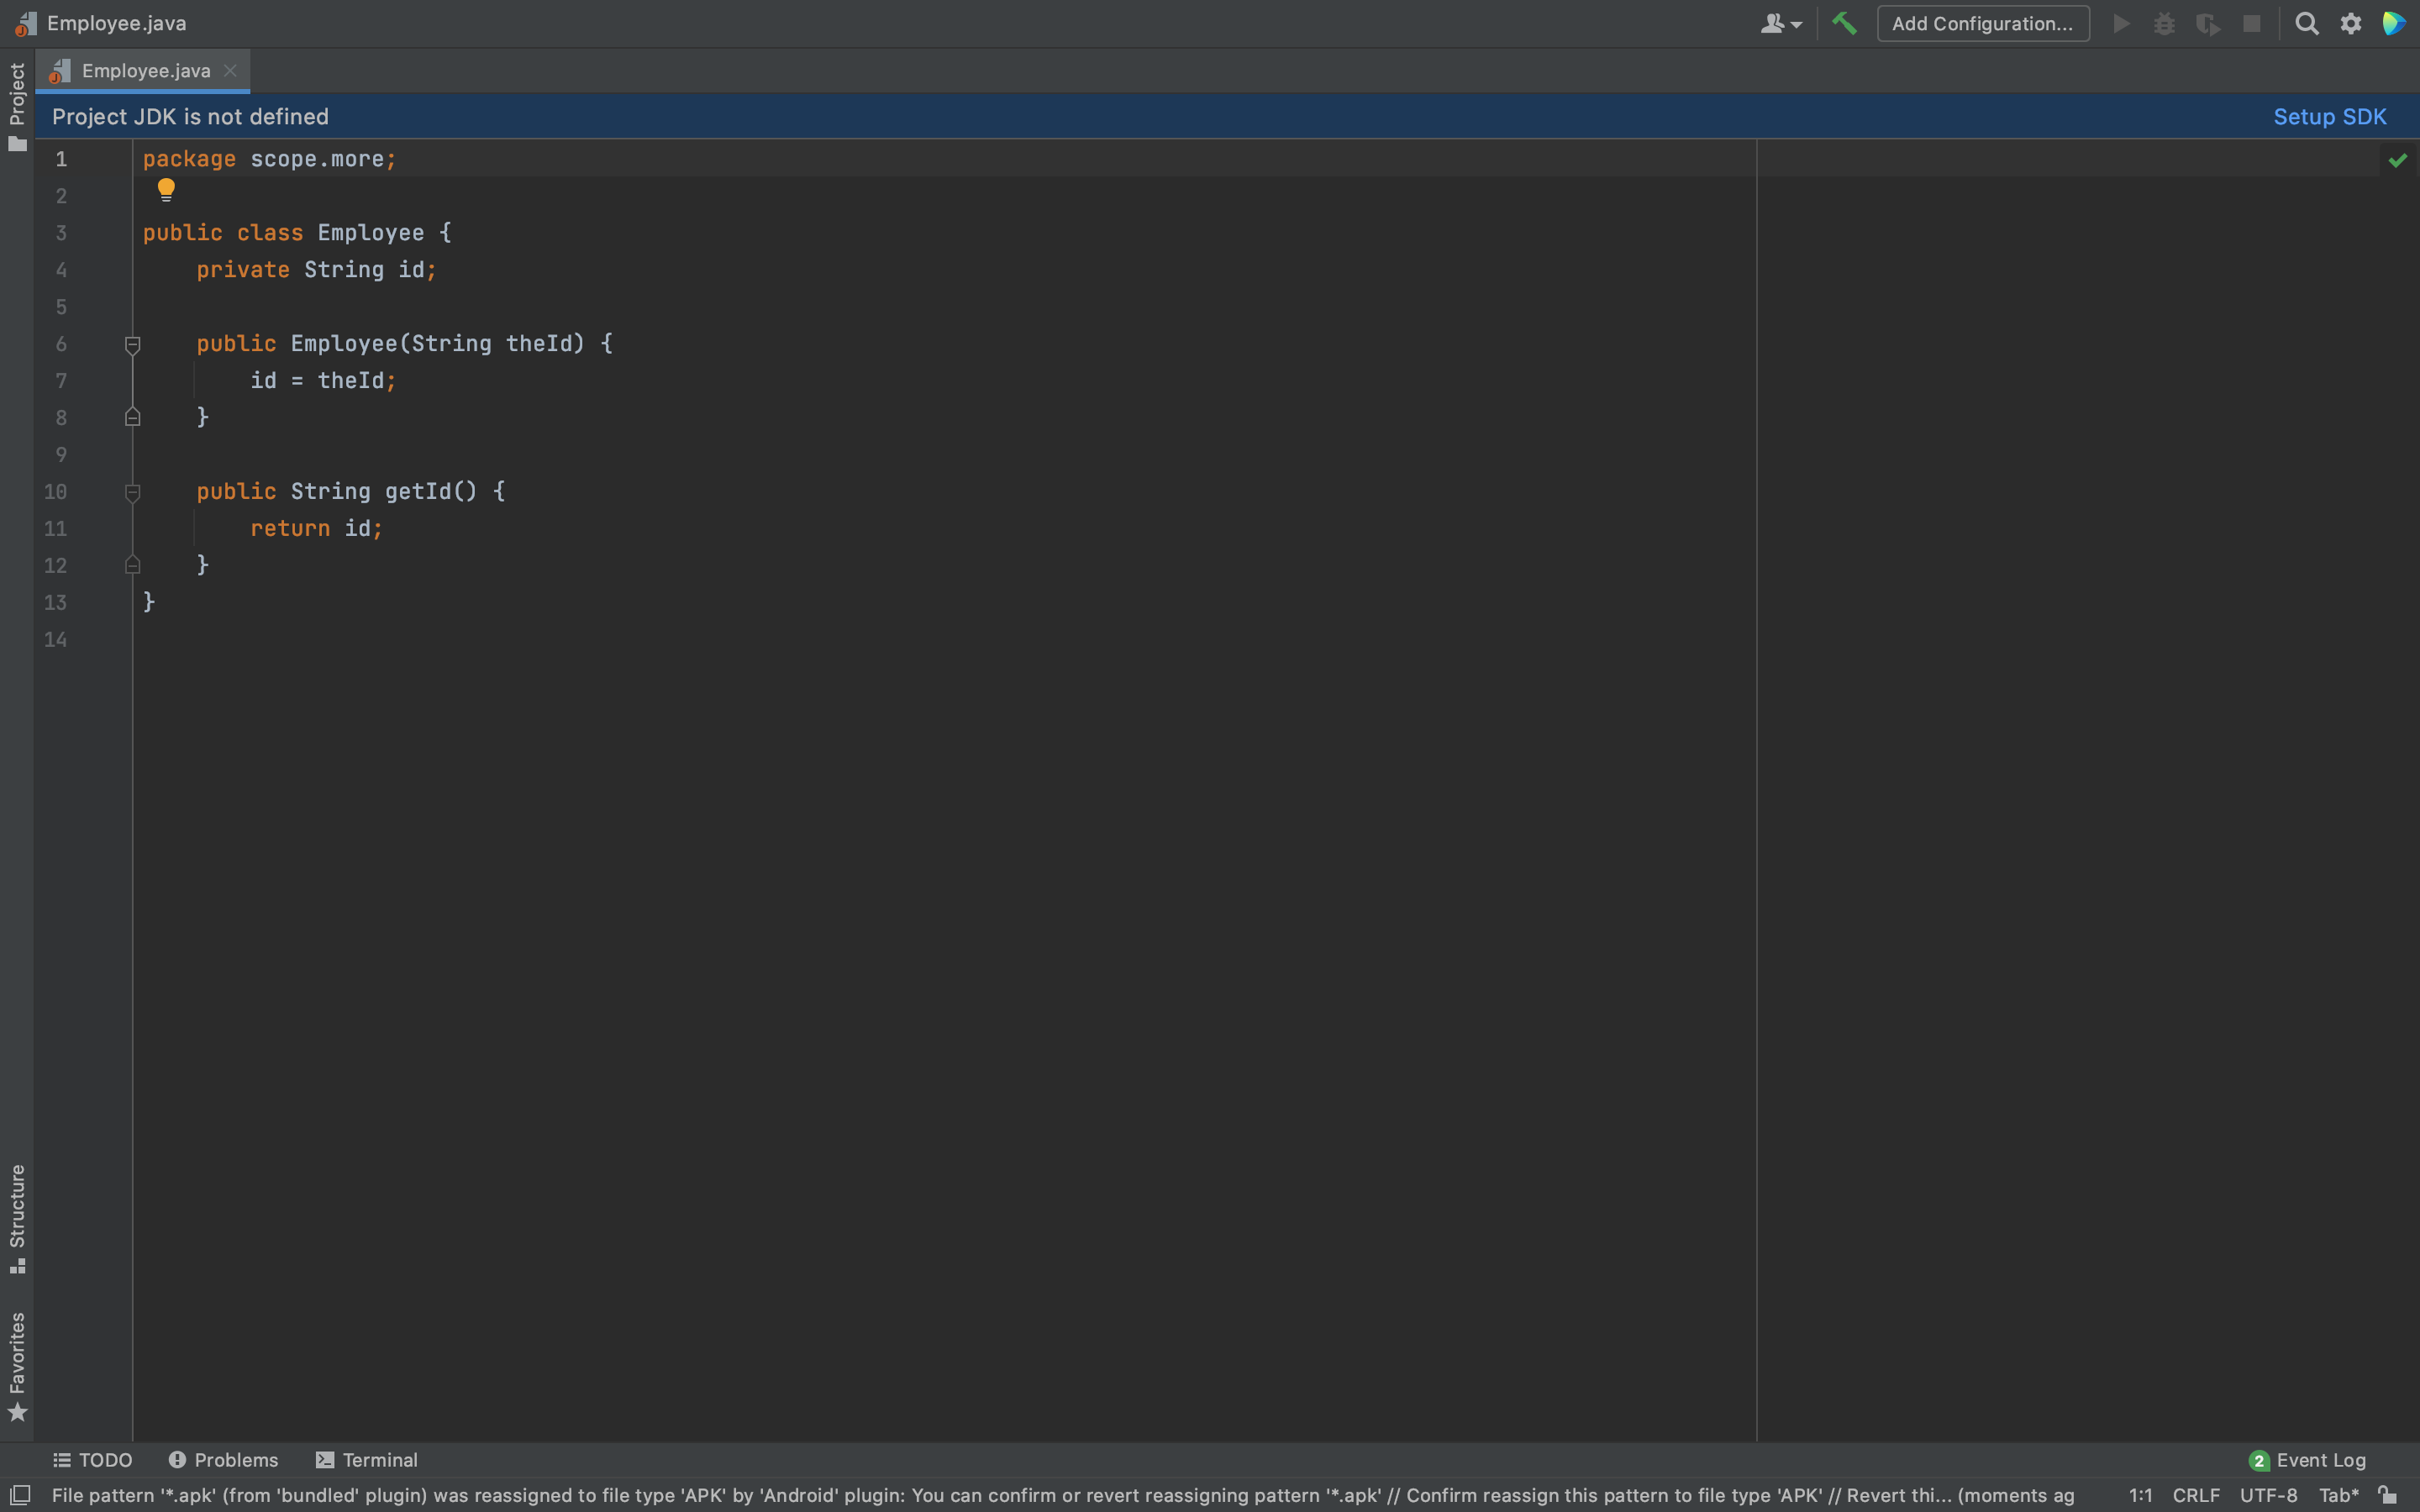 Employee.java
Add Configuration...
Project
Employee.java
Project JDK is not defined
Setup SDK
1 package scope.more;
2
3 public class Employee {
4 private String id;
5
6 public Employee(String theId) {
7 id = theId;
8 }
9
10 public String getId() {
11 return id;
12 }
13 }
14
Structure
Favorites
TODO
Problems
Terminal
2 Event Log
File pattern '*.apk' (from 'bundled' plugin) was reassigned to file type 'APK' by 'Android' plugin: You can confirm or revert reassigning pattern '*.apk' // Confirm reassign this pattern to file type 'APK' // Revert thi... (moments ag
1:1 CRLF UTF-8 Tab*